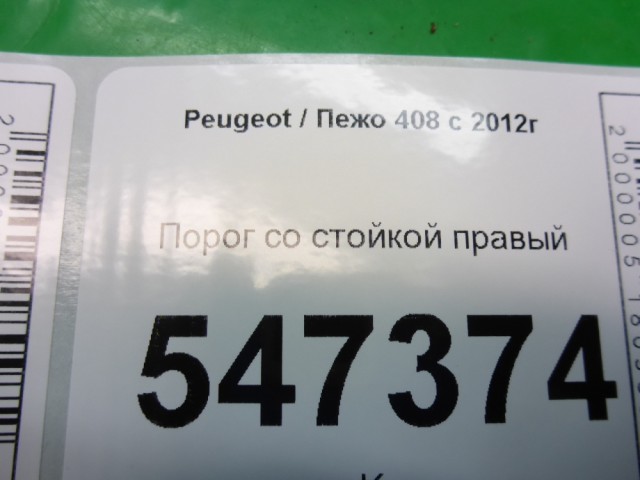 Peugeot / Пежо 408 с 2012г
Порог со стойкой правый
547374